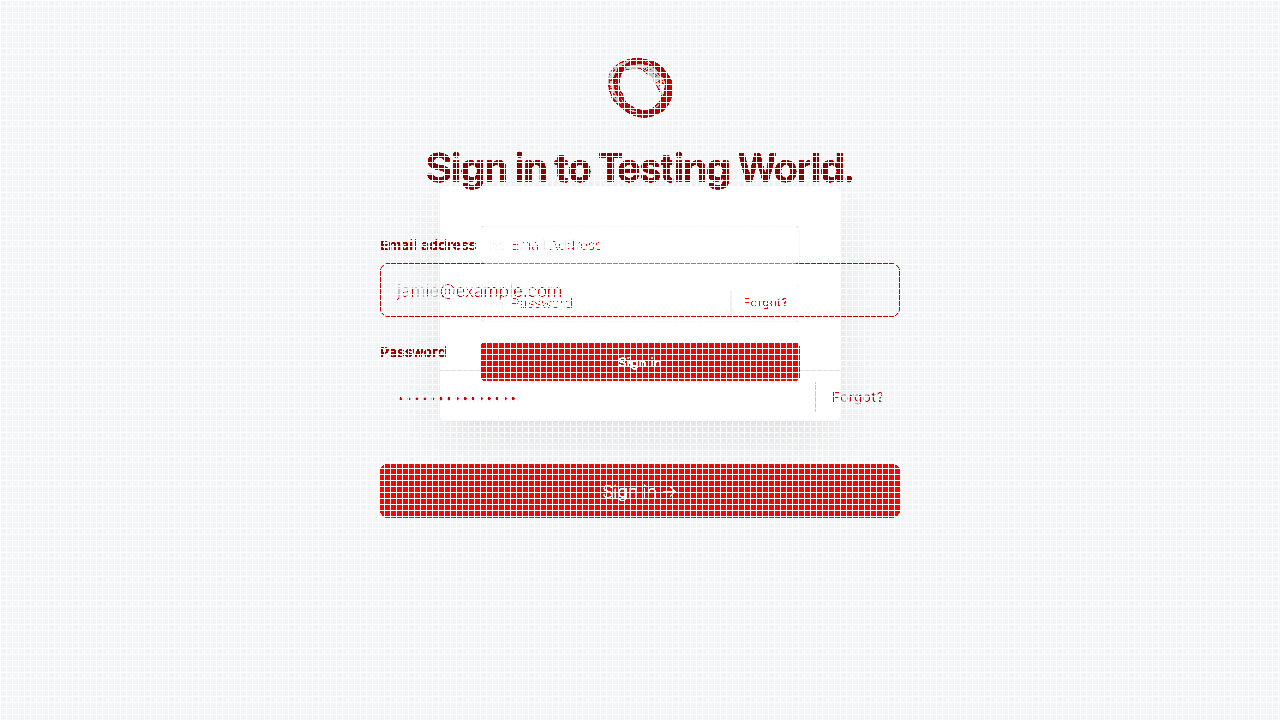 Sign in to Testing World.
Email address
Email Address
jamie@example.com
Password
Forgot?
Password
Sign in
Forgot?
Sign in →